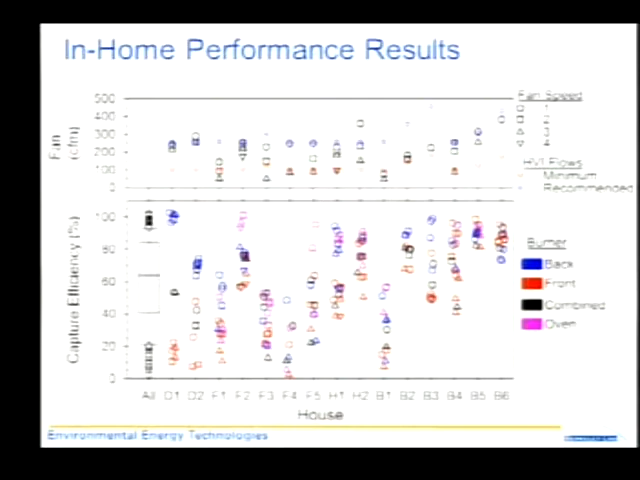 In-Home Performance Results
Fan Speed
1
2
3
4
HVI Flows
Minimum
Recommended
Fan
(cfm)
500
400
300
200
100
0
Capture Efficiency (%)
100
80
60
40
20
0
Burner
Back
Front
Combined
Oven
All D1 D2 F1 F2 F3 F4 F5 H1 H2 B1 B2 B3 B4 B5 B6
House
Environmental Energy Technologies